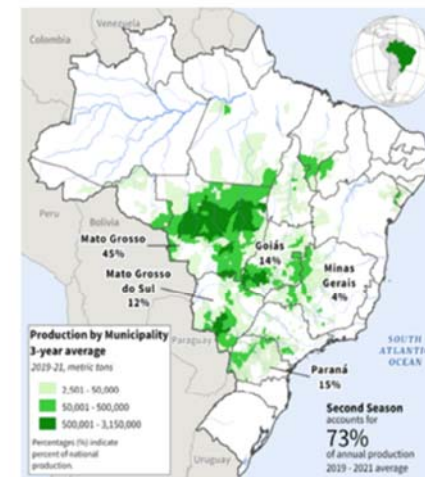 Venezuela
Colombia
Peru
Bolivia
Mato Grosso
45%
Goiás
14%
Mato Grosso
do Sul
12%
Minas
Gerais
4%
Production by Municipality
3-year average
2019-21, metric tons
2,501 - 50,000
50,001 - 500,000
500,001 - 3,150,000
Percentages (%) indicate
percent of national
production.
Paraguay
Paraná
15%
SOUTH
ATLANTIC
OCEAN
Second Season
accounts for
73%
of annual production
2019 - 2021 average
Uruguay